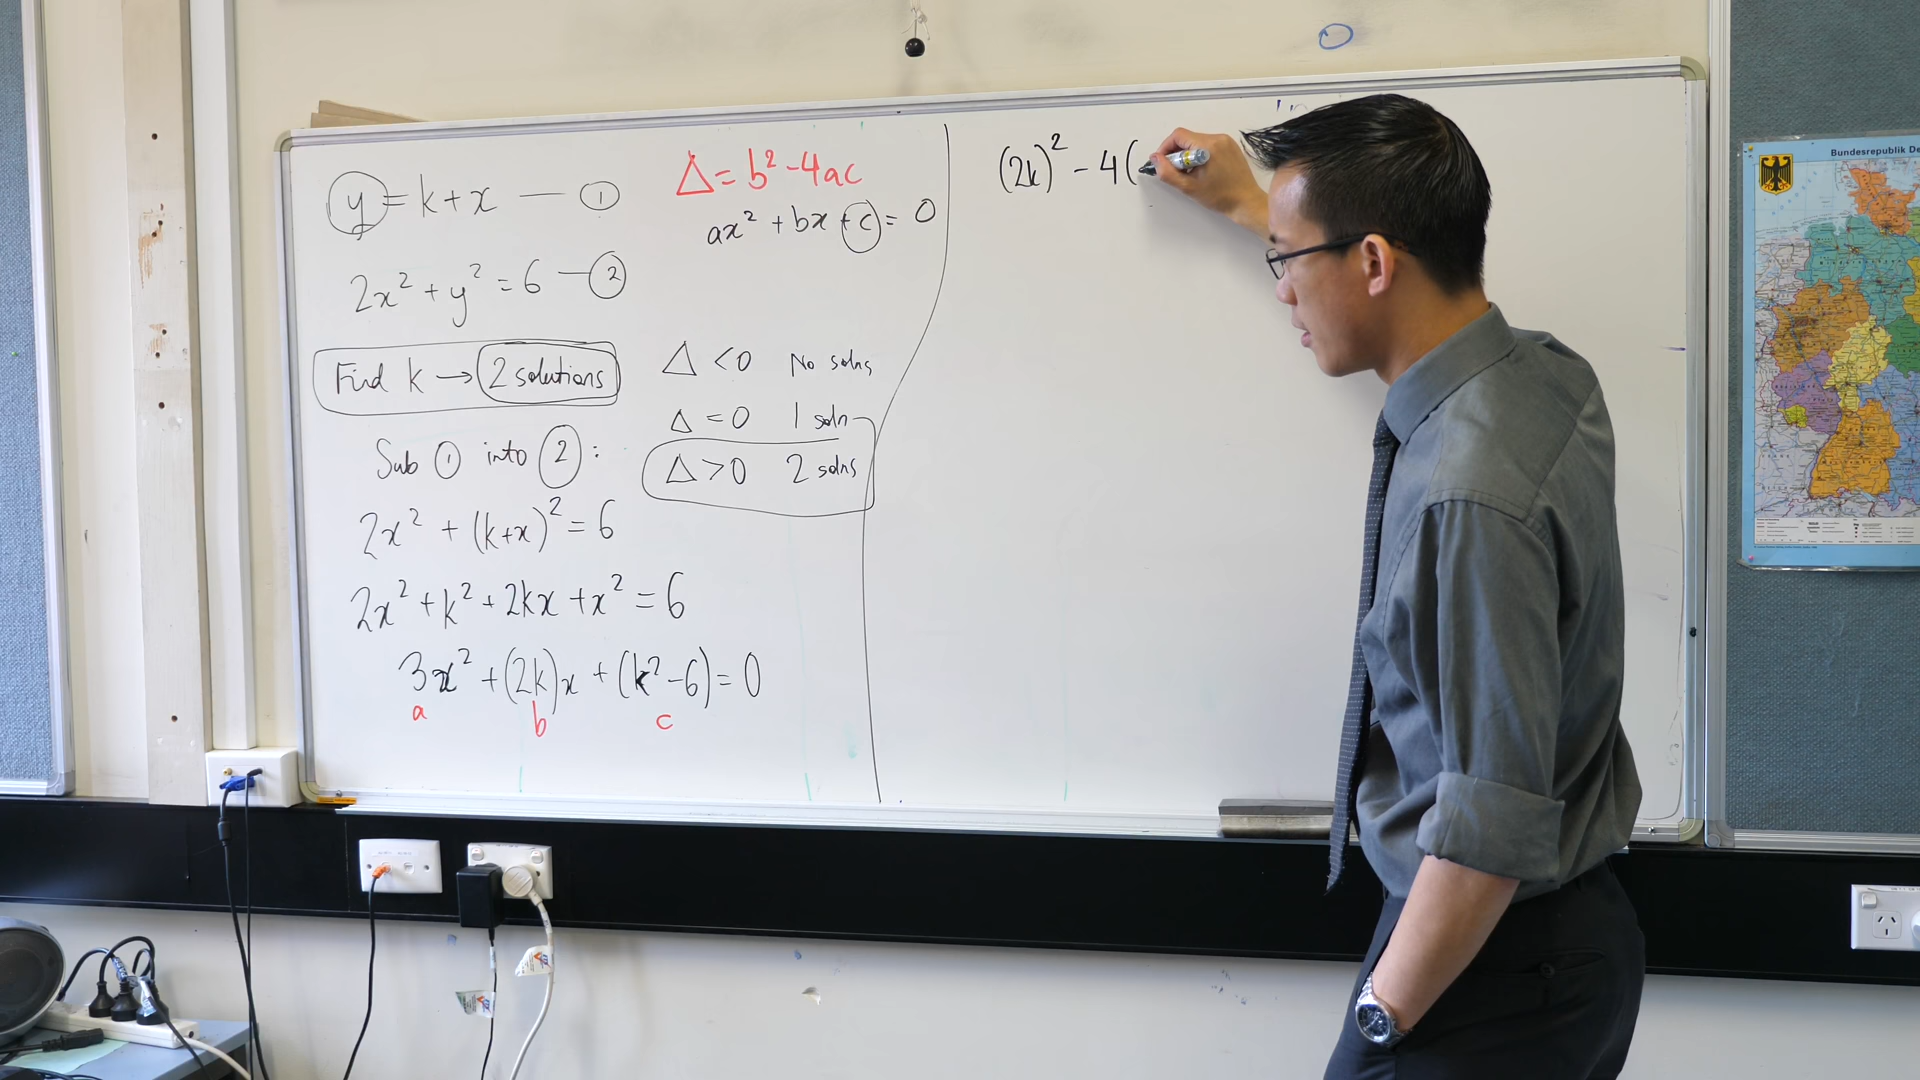 y = k + x — ①
2x² + y² = 6 — ②
Find k → 2 solutions
Sub ① into ② :
2x² + (k+x)² = 6
2x² + k² + 2kx + x² = 6
3x² + (2k)x + (k²-6) = 0
a b c
Δ = b² - 4ac
ax² + bx + c = 0
Δ < 0 No solns
Δ = 0 1 soln
Δ > 0 2 solns
(2k)² - 4(
Bundesrepublik De